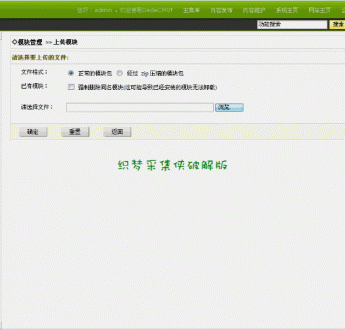 您好：admin，欢迎使用DedeCMS！ 主菜单 内容发布 内容维护 系统主页 网站主页
功能搜索 搜索
◇模块管理 >> 上传模块
请选择要上传的文件：
文件格式： 正常的模块包 经过 zip 压缩的模块包
已有模块： 强制删除同名模块(这可能导致已经安装的模块无法卸载)
请选择文件： 浏览...
确定 重置 返回
织梦采集侠破解版